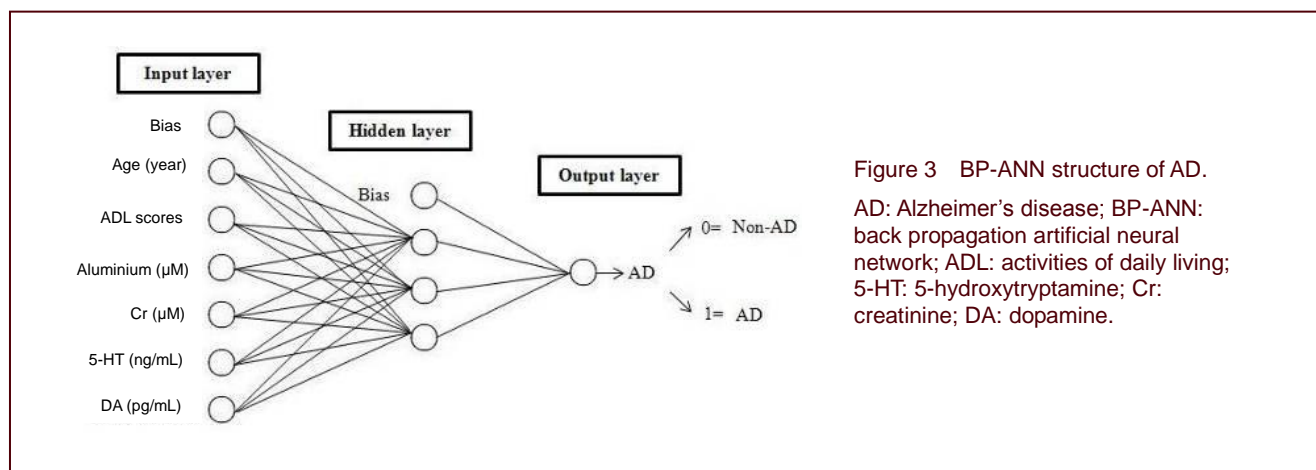 Input layer
Bias
Age (year)
ADL scores
Aluminium (μM)
Cr (μM)
5-HT (ng/mL)
DA (pg/mL)
Hidden layer
Bias
Output layer
AD
0= Non-AD
1= AD
Figure 3 BP-ANN structure of AD.
AD: Alzheimer's disease; BP-ANN:
back propagation artificial neural
network; ADL: activities of daily living;
5-HT: 5-hydroxytryptamine; Cr:
creatinine; DA: dopamine.